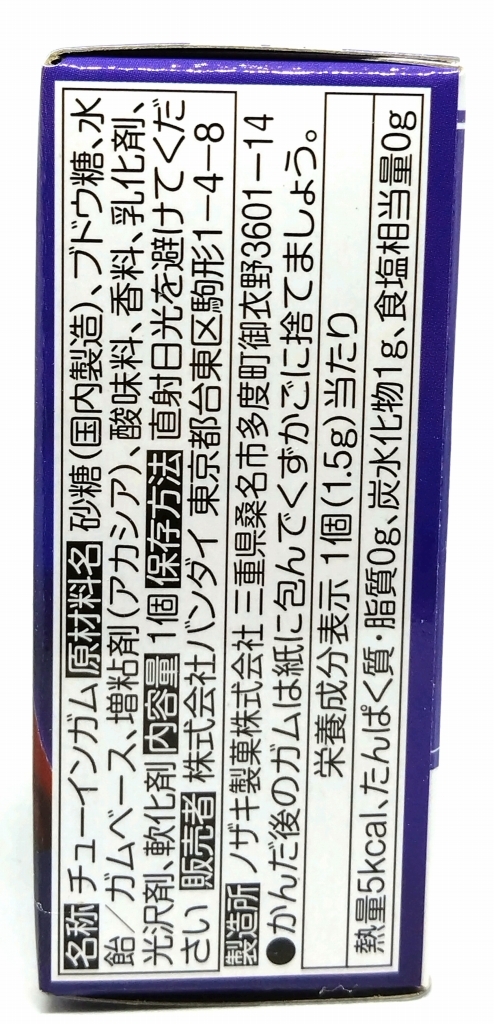 名称 チューインガム 原材料名 砂糖(国内製造)、ブドウ糖、水
飴/ガムベース、増粘剤(アカシア)、酸味料、香料、乳化剤、
光沢剤、軟化剤 内容量 1個 保存方法 直射日光を避けてくだ
さい 販売者 株式会社バンダイ 東京都台東区駒形1-4-8
製造所 ノザキ製菓株式会社 三重県桑名市多度町御衣野3601-14
●かんだ後のガムは紙に包んでくずかごに捨てましょう。
栄養成分表示 1個(1.5g)当たり
熱量5kcal、たんぱく質・脂質0g、炭水化物1g、食塩相当量0g